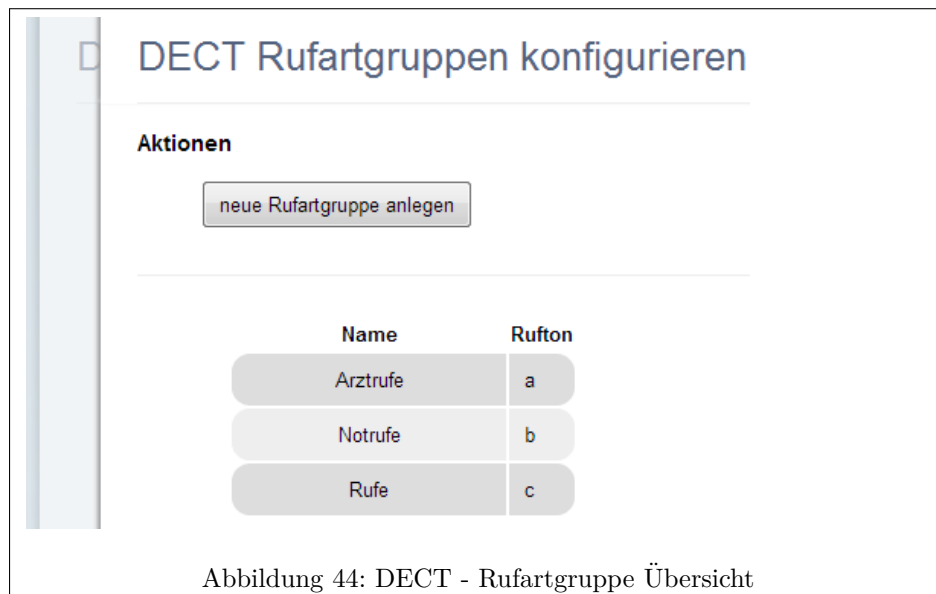 D
DECT Rufartgruppen konfigurieren
Aktionen
neue Rufartgruppe anlegen
Name Rufton
Arztrufe a
Notrufe b
Rufe c
Abbildung 44: DECT - Rufartgruppe Übersicht